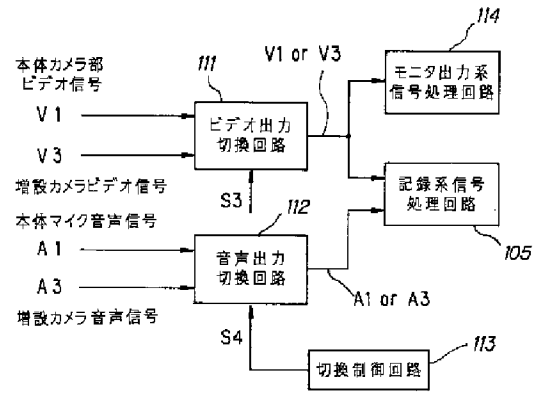 114
V1 or V3
モニタ出力系
信号処理回路
本体カメラ部
ビデオ信号
111
V1
V3
ビデオ出力
切換回路
増設カメラビデオ信号
S3
記録系信号
処理回路
105
本体マイク音声信号
112
A1
A3
音声出力
切換回路
A1 or A3
増設カメラ音声信号
S4
113
切換制御回路